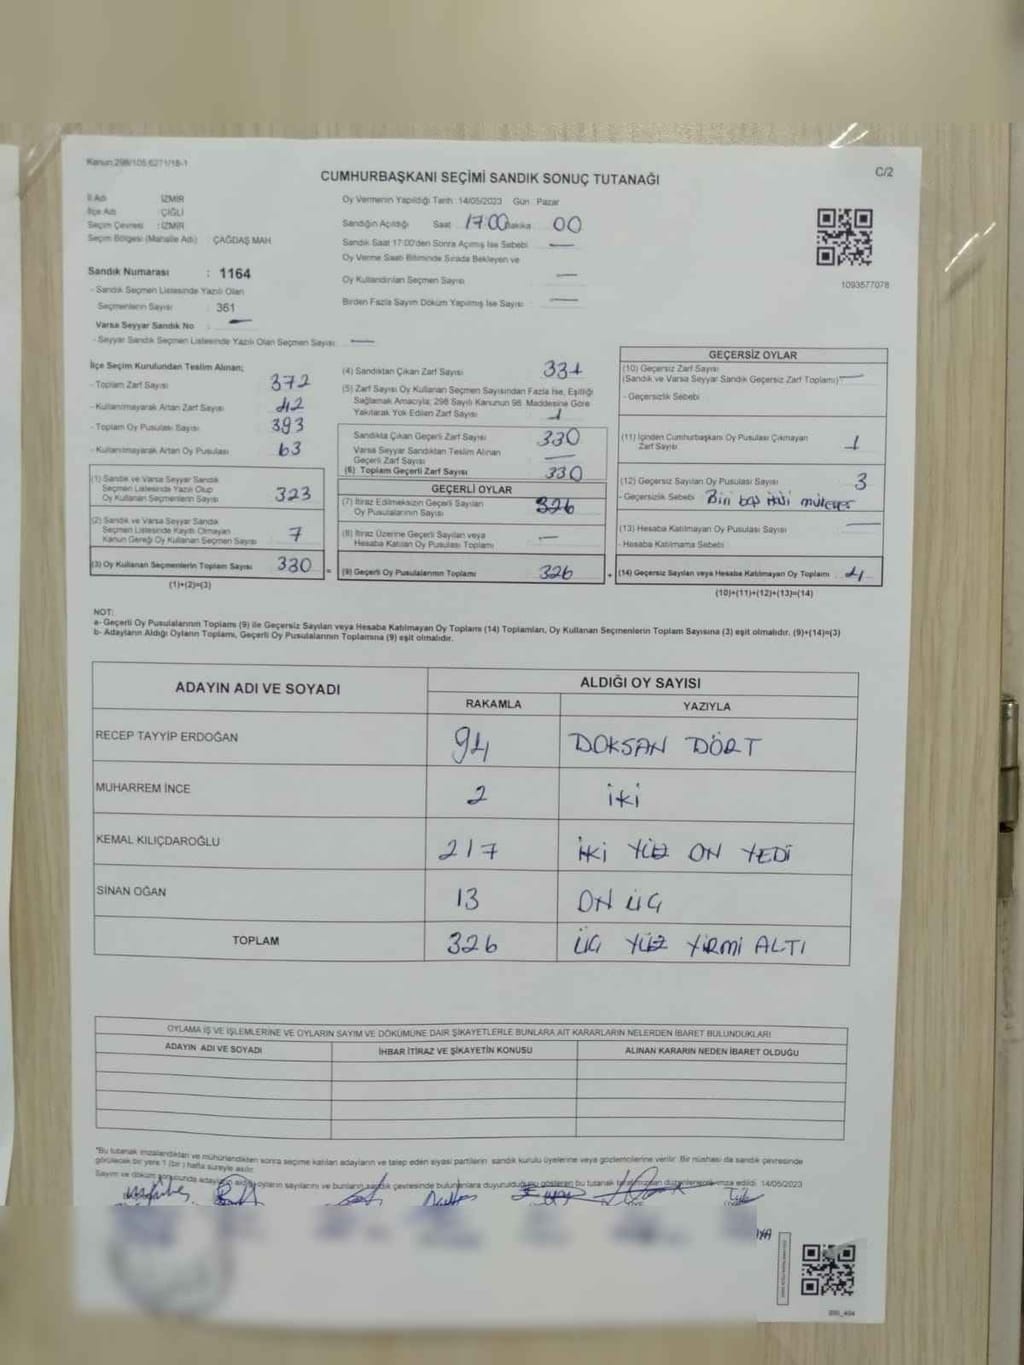 Kanun:298/105,6271/18-1
C/2
CUMHURBAŞKANI SEÇİMİ SANDIK SONUÇ TUTANAĞI
İl Adı : İZMİR
İlçe Adı : ÇİĞLİ
Seçim Çevresi : İZMİR
Seçim Bölgesi (Mahalle Adı) ÇAĞDAŞ MAH
Sandık Numarası : 1164
- Sandık Seçmen Listesinde Yazılı Olan
Seçmenlerin Sayısı : 361
Varsa Seyyar Sandık No : —
- Seyyar Sandık Seçmen Listesinde Yazılı Olan Seçmen Sayısı : —
Oy Vermenin Yapıldığı Tarih :14/05/2023 Gün : Pazar
Sandığın Açıldığı Saat 17:00 Dakika 00
Sandık Saat 17:00'den Sonra Açılmış İse Sebebi —
Oy Verme Saati Bitiminde Sırada Bekleyen ve
Oy Kullandırılan Seçmen Sayısı —
Birden Fazla Sayım Döküm Yapılmış İse Sayısı —
1093577078
İlçe Seçim Kurulundan Teslim Alınan;
- Toplam Zarf Sayısı 372
- Kullanılmayarak Artan Zarf Sayısı 42
- Toplam Oy Pusulası Sayısı 393
- Kullanılmayarak Artan Oy Pusulası 63
(1) Sandık ve Varsa Seyyar Sandık
Seçmen Listesinde Yazılı Olup
Oy Kullanan Seçmenlerin Sayısı 323
(2) Sandık ve Varsa Seyyar Sandık
Seçmen Listesinde Kayıtlı Olmayan
Kanun Gereği Oy Kullanan Seçmen Sayısı 7
(3) Oy Kullanan Seçmenlerin Toplam Sayısı 330
(1)+(2)=(3)
(4) Sandıktan Çıkan Zarf Sayısı 331
(5) Zarf Sayısı Oy Kullanan Seçmen Sayısından Fazla İse, Eşitliği
Sağlamak Amacıyla; 298 Sayılı Kanunun 98. Maddesine Göre
Yakılarak Yok Edilen Zarf Sayısı 1
Sandıkta Çıkan Geçerli Zarf Sayısı 330
Varsa Seyyar Sandıktan Teslim Alınan
Geçerli Zarf Sayısı —
(6) Toplam Geçerli Zarf Sayısı 330
GEÇERLİ OYLAR
(7) İtiraz Edilmeksizin Geçerli Sayılan
Oy Pusulalarının Sayısı 326
(8) İtiraz Üzerine Geçerli Sayılan veya
Hesaba Katılan Oy Pusulası Toplamı —
= (9) Geçerli Oy Pusulalarının Toplamı 326
GEÇERSİZ OYLAR
(10) Geçersiz Zarf Sayısı
(Sandık ve Varsa Seyyar Sandık Geçersiz Zarf Toplamı) —
- Geçersizlik Sebebi
(11) İçinden Cumhurbaşkanı Oy Pusulası Çıkmayan
Zarf Sayısı 1
(12) Geçersiz Sayılan Oy Pusulası Sayısı 3
- Geçersizlik Sebebi Biri boş ikisi
(13) Hesaba Katılmayan Oy Pusulası Sayısı —
- Hesaba Katılmama Sebebi
+ (14) Geçersiz Sayılan veya Hesaba Katılmayan Oy Toplamı 4
(10)+(11)+(12)+(13)=(14)
NOT:
a- Geçerli Oy Pusulalarının Toplamı (9) ile Geçersiz Sayılan veya Hesaba Katılmayan Oy Toplamı (14) Toplamları, Oy Kullanan Seçmenlerin Toplam Sayısına (3) eşit olmalıdır. (9)+(14)=(3)
b- Adayların Aldığı Oyların Toplamı, Geçerli Oy Pusulalarının Toplamına (9) eşit olmalıdır.
ADAYIN ADI VE SOYADI ALDIĞI OY SAYISI
RAKAMLA YAZIYLA
RECEP TAYYİP ERDOĞAN 94 DOKSAN DÖRT
MUHARREM İNCE 2 İKİ
KEMAL KILIÇDAROĞLU 217 İKİ YÜZ ON YEDİ
SİNAN OĞAN 13 ON ÜÇ
TOPLAM 326 ÜÇ YÜZ YİRMİ ALTI
OYLAMA İŞ VE İŞLEMLERİNE VE OYLARIN SAYIM VE DÖKÜMÜNE DAİR ŞİKAYETLERLE BUNLARA AİT KARARLARIN NELERDEN İBARET BULUNDUKLARI
ADAYIN ADI VE SOYADI İHBAR İTİRAZ VE ŞİKAYETİN KONUSU ALINAN KARARIN NEDEN İBARET OLDUĞU
*Bu tutanak imzalandıktan ve mühürlendikten sonra seçime katılan adayların ve talep eden siyasi partilerin sandık kurulu üyelerine veya gözlemcilerine verilir. Bir nüshası da sandık çevresinde
görülecek bir yere 1 (bir) hafta süreyle asılır.
Sayım ve döküm sonucunda adayların aldığı oyların sayılarını ve bunların sandık çevresinde bulunanlara duyurulduğunu gösteren bu tutanak tarafımızdan düzenlenerek imza edildi. 14/05/2023